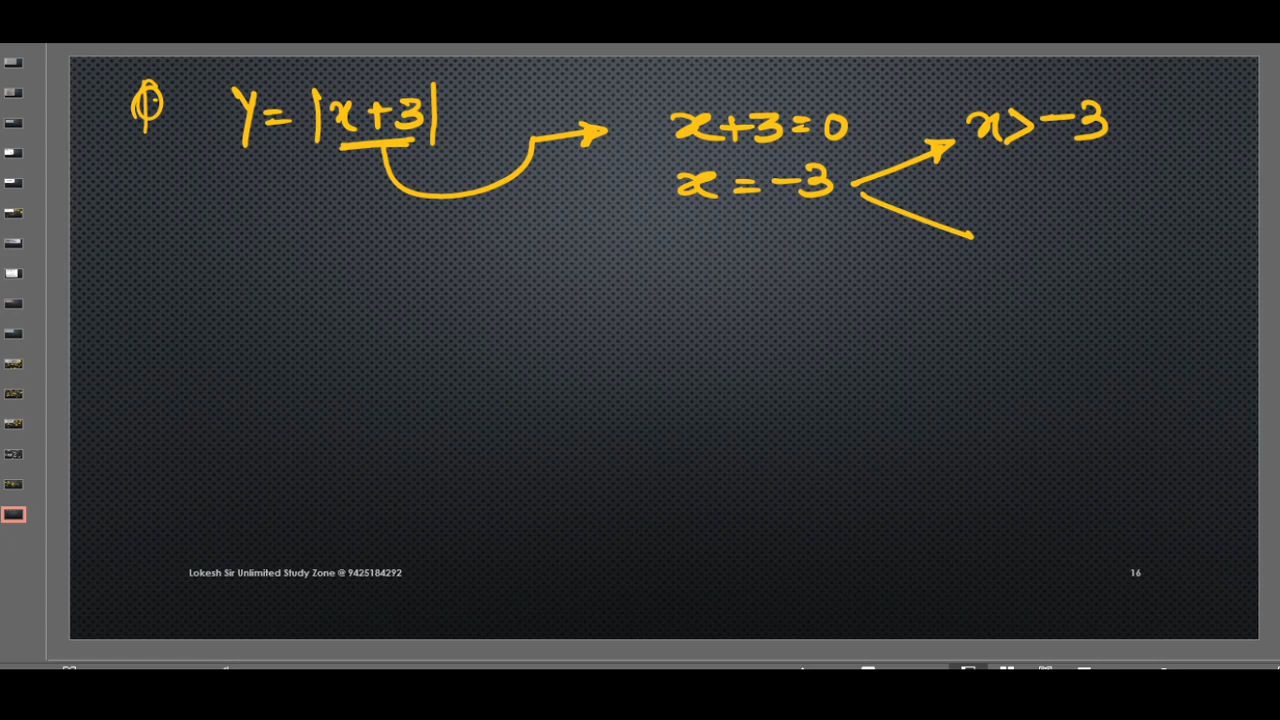 Q y = |x+3| x+3=0 x>-3
x = -3
Lokesh Sir Unlimited Study Zone @ 9425184292 16